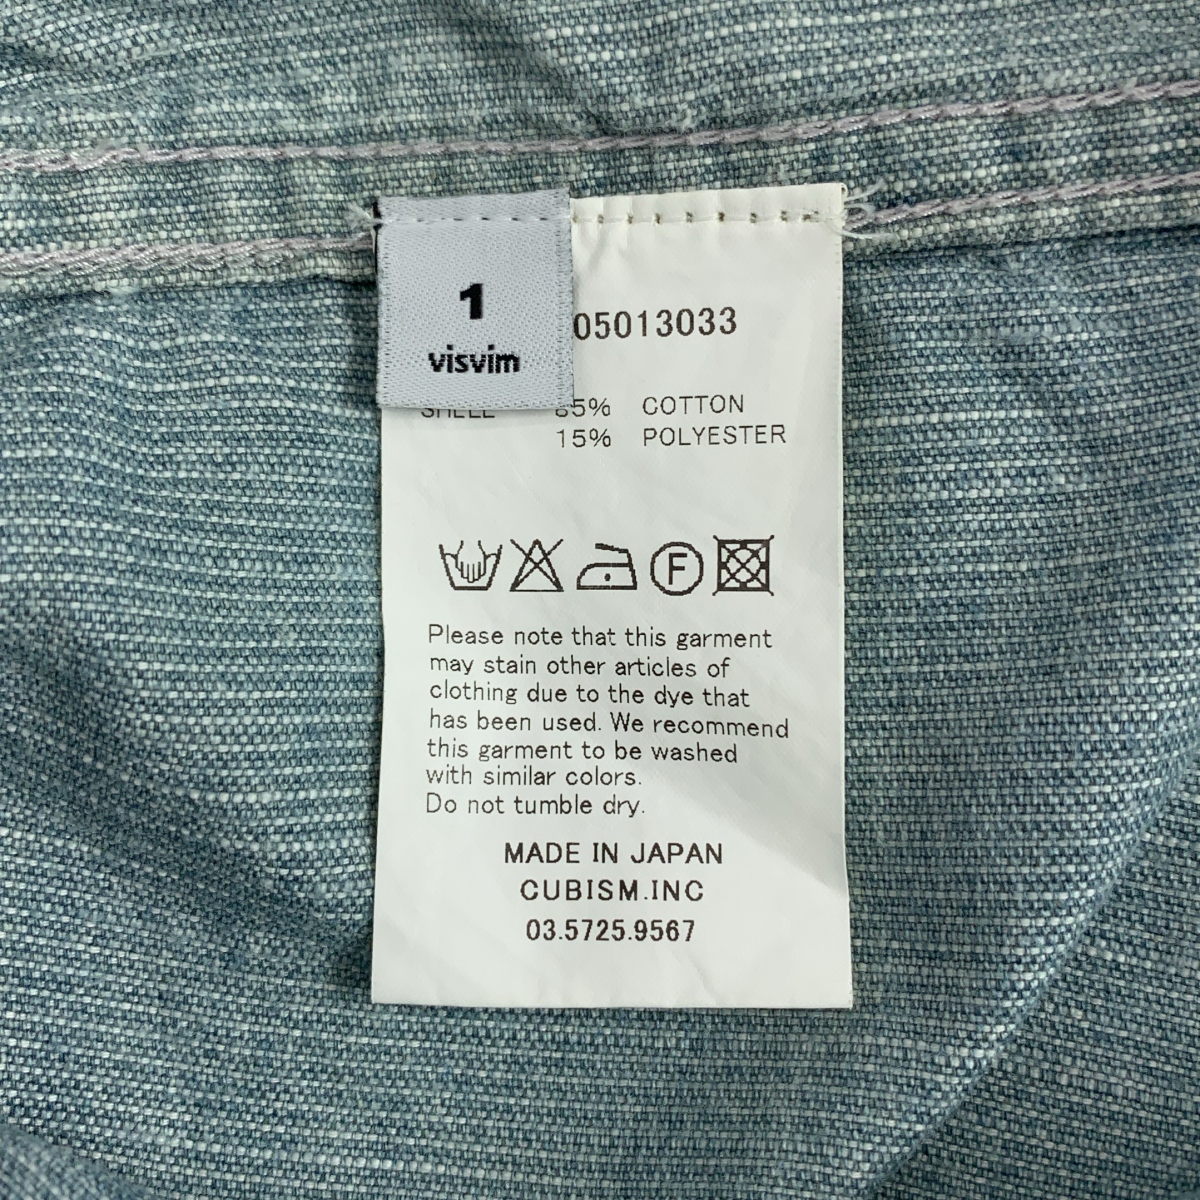 1
visvim
05013033
SHELL 85% COTTON
15% POLYESTER
F
Please note that this garment
may stain other articles of
clothing due to the dye that
has been used. We recommend
this garment to be washed
with similar colors.
Do not tumble dry.
MADE IN JAPAN
CUBISM.INC
03.5725.9567